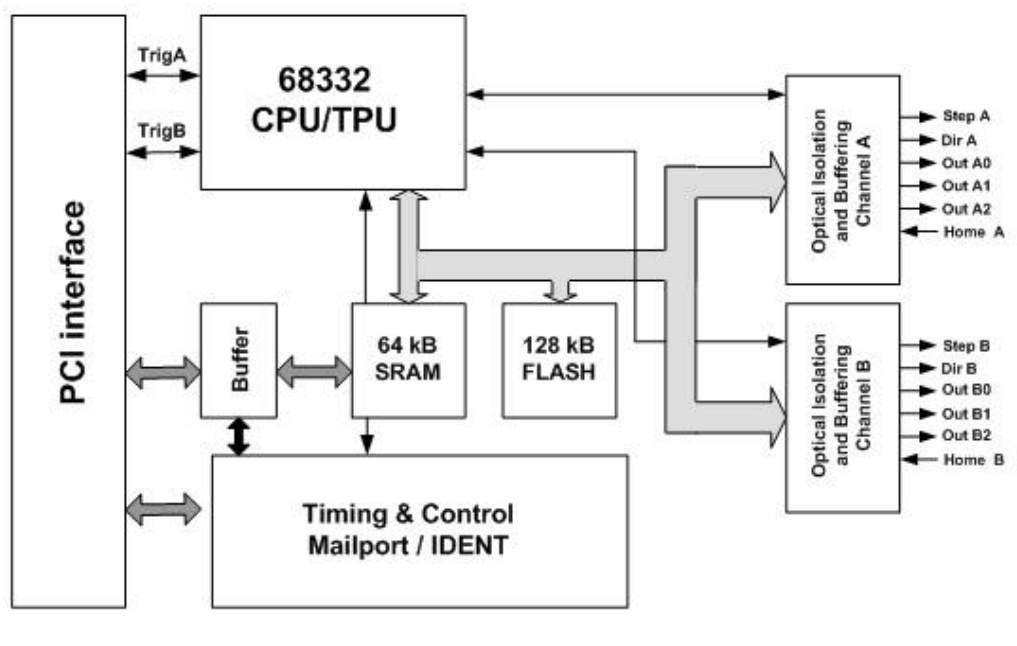 PCI interface
TrigA
TrigB
68332
CPU/TPU
Buffer
64 kB
SRAM
128 kB
FLASH
Timing & Control
Mailport / IDENT
Optical Isolation
and Buffering
Channel A
Step A
Dir A
Out A0
Out A1
Out A2
Home A
Optical Isolation
and Buffering
Channel B
Step B
Dir B
Out B0
Out B1
Out B2
Home B